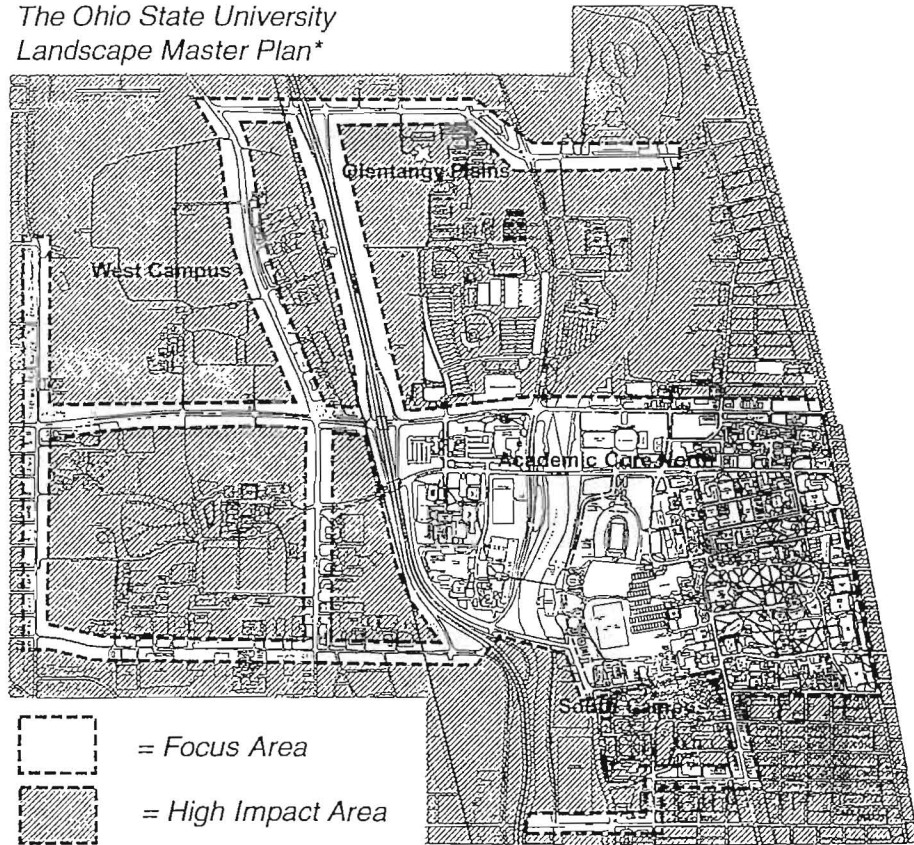 The Ohio State University
Landscape Master Plan*
Olentangy Plains
West Campus
Academic Core North
South Campus
= Focus Area
= High Impact Area